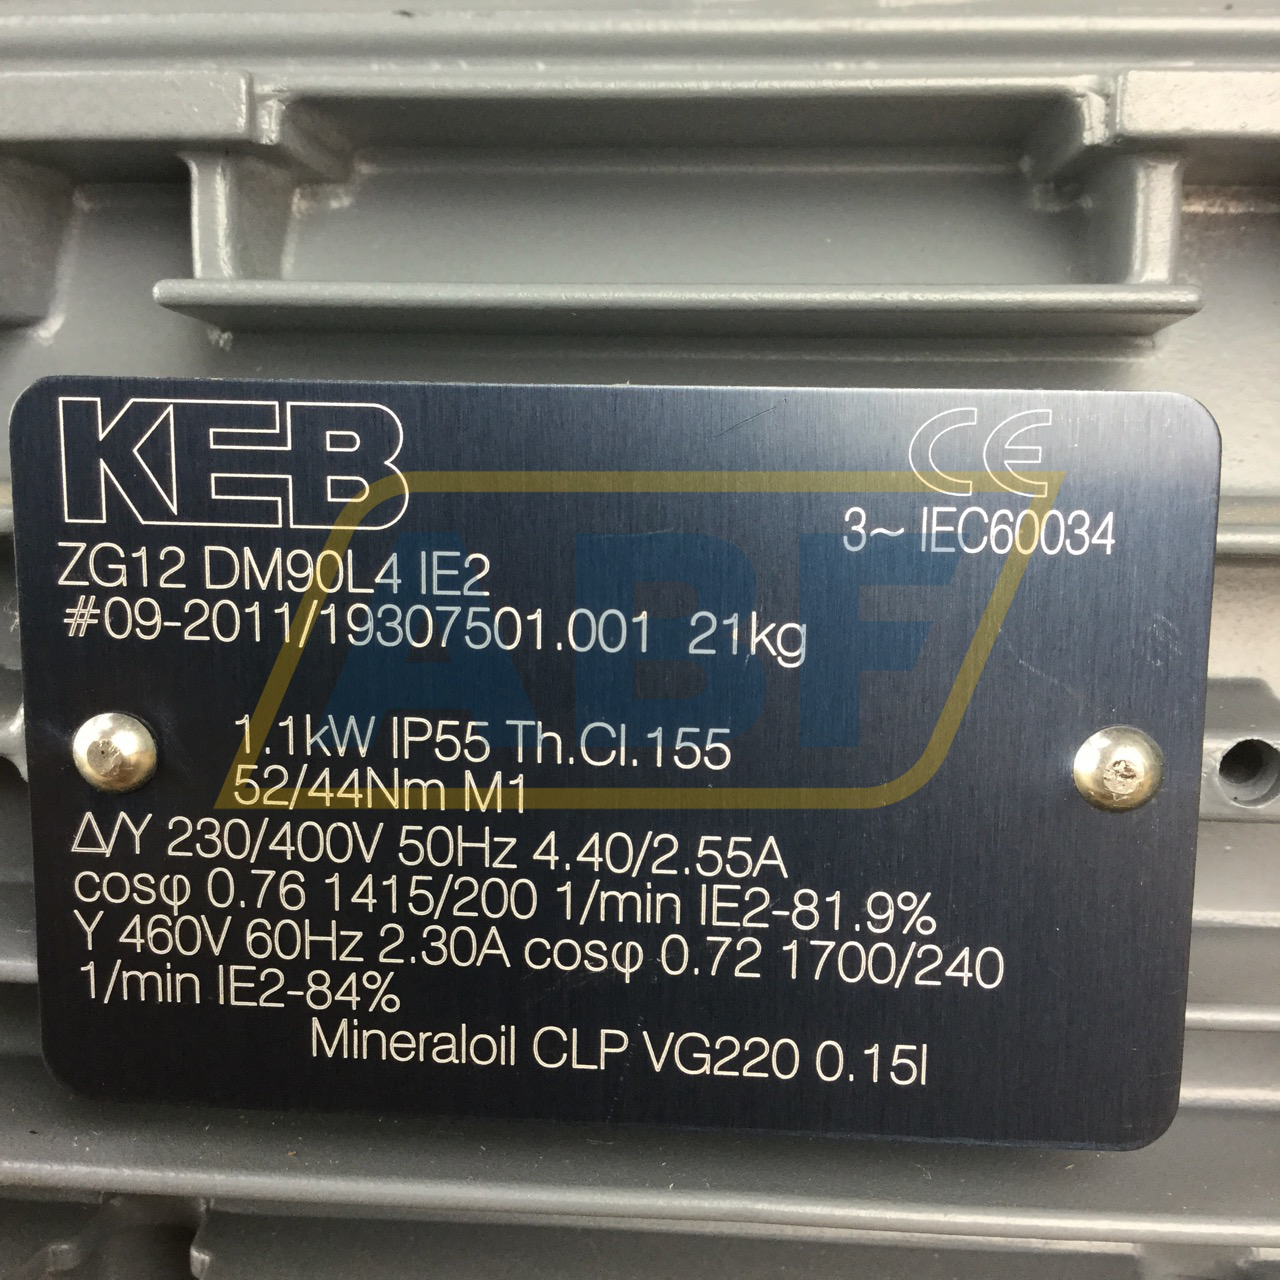 KEB
CE
3~ IEC60034
ZG12 DM90L4 IE2
#09-2011/19307501.001 21kg
1.1kW IP55 Th.Cl.155
52/44Nm M1
Δ/Y 230/400V 50Hz 4.40/2.55A
cosφ 0.76 1415/200 1/min IE2-81.9%
Y 460V 60Hz 2.30A cosφ 0.72 1700/240
1/min IE2-84%
Mineraloil CLP VG220 0.15l
ABF